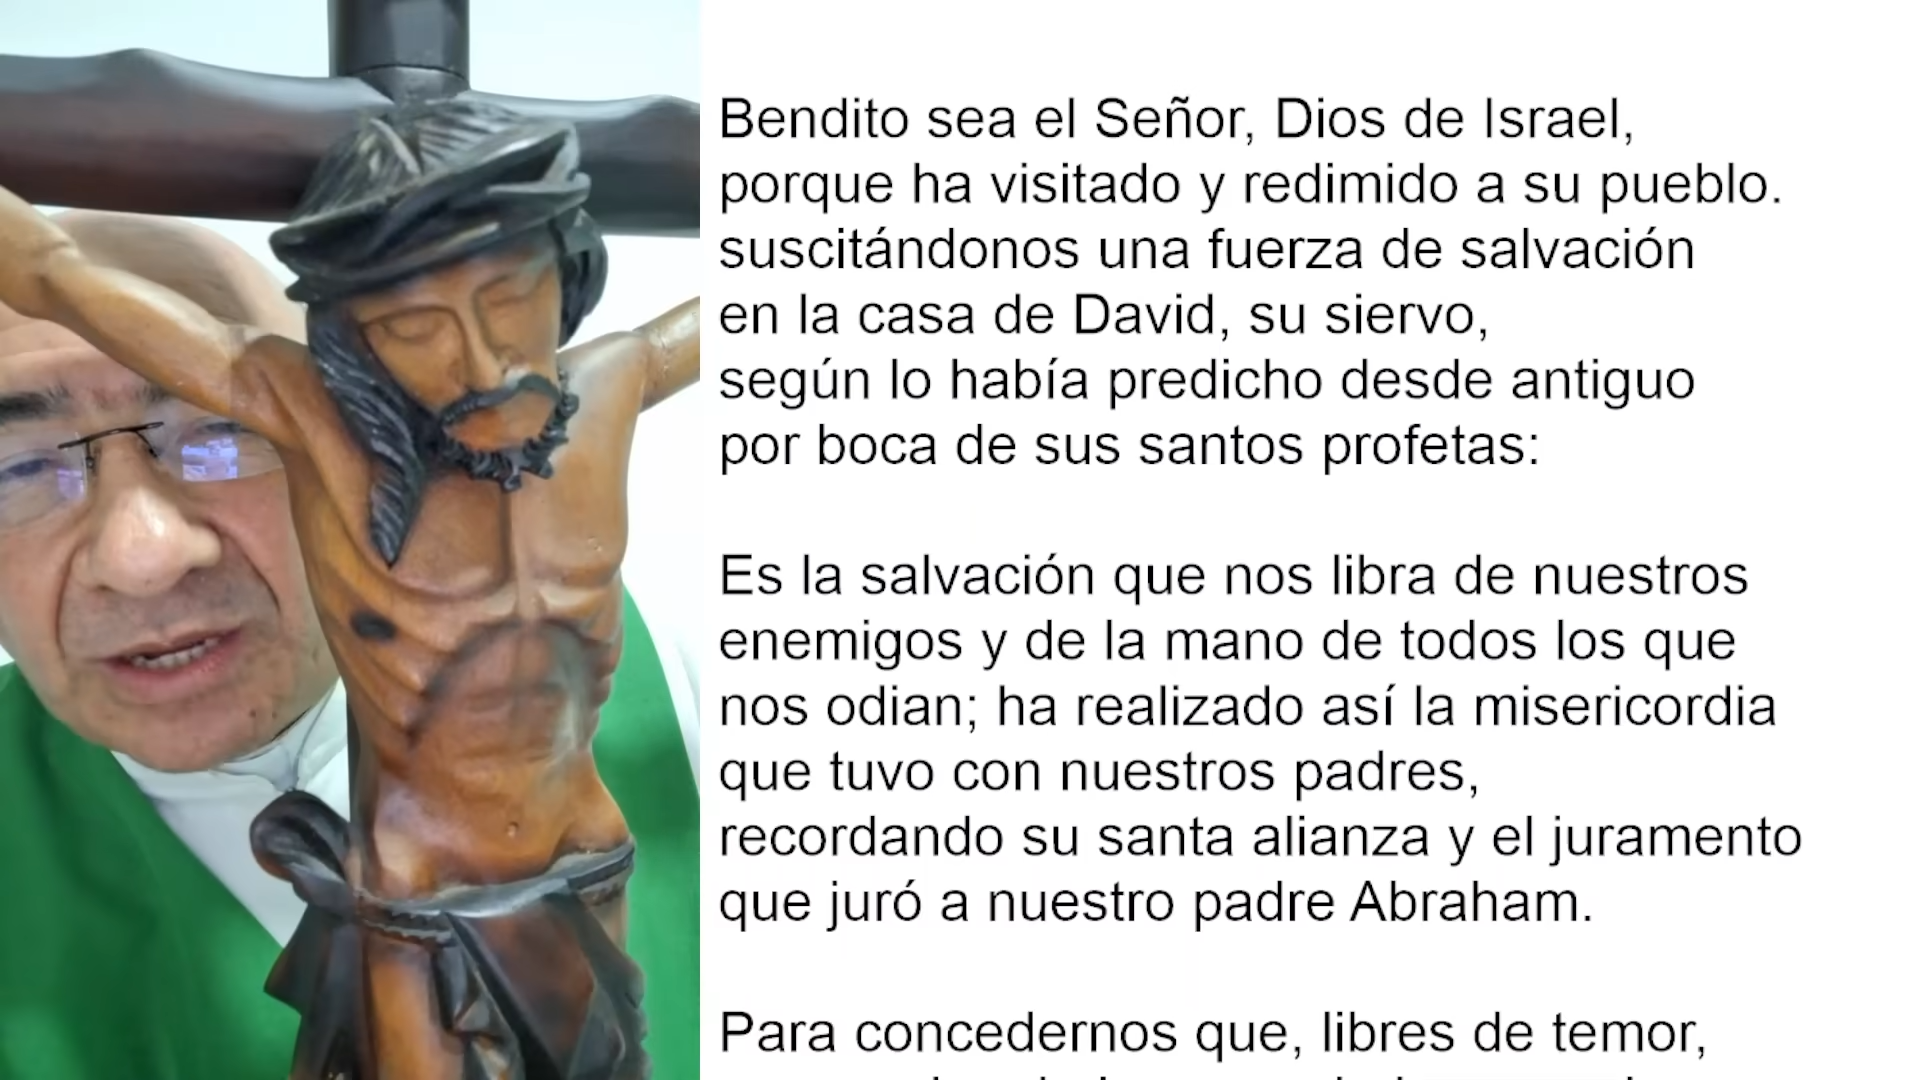 Bendito sea el Señor, Dios de Israel,
porque ha visitado y redimido a su pueblo.
suscitándonos una fuerza de salvación
en la casa de David, su siervo,
según lo había predicho desde antiguo
por boca de sus santos profetas:
Es la salvación que nos libra de nuestros
enemigos y de la mano de todos los que
nos odian; ha realizado así la misericordia
que tuvo con nuestros padres,
recordando su santa alianza y el juramento
que juró a nuestro padre Abraham.
Para concedernos que, libres de temor,